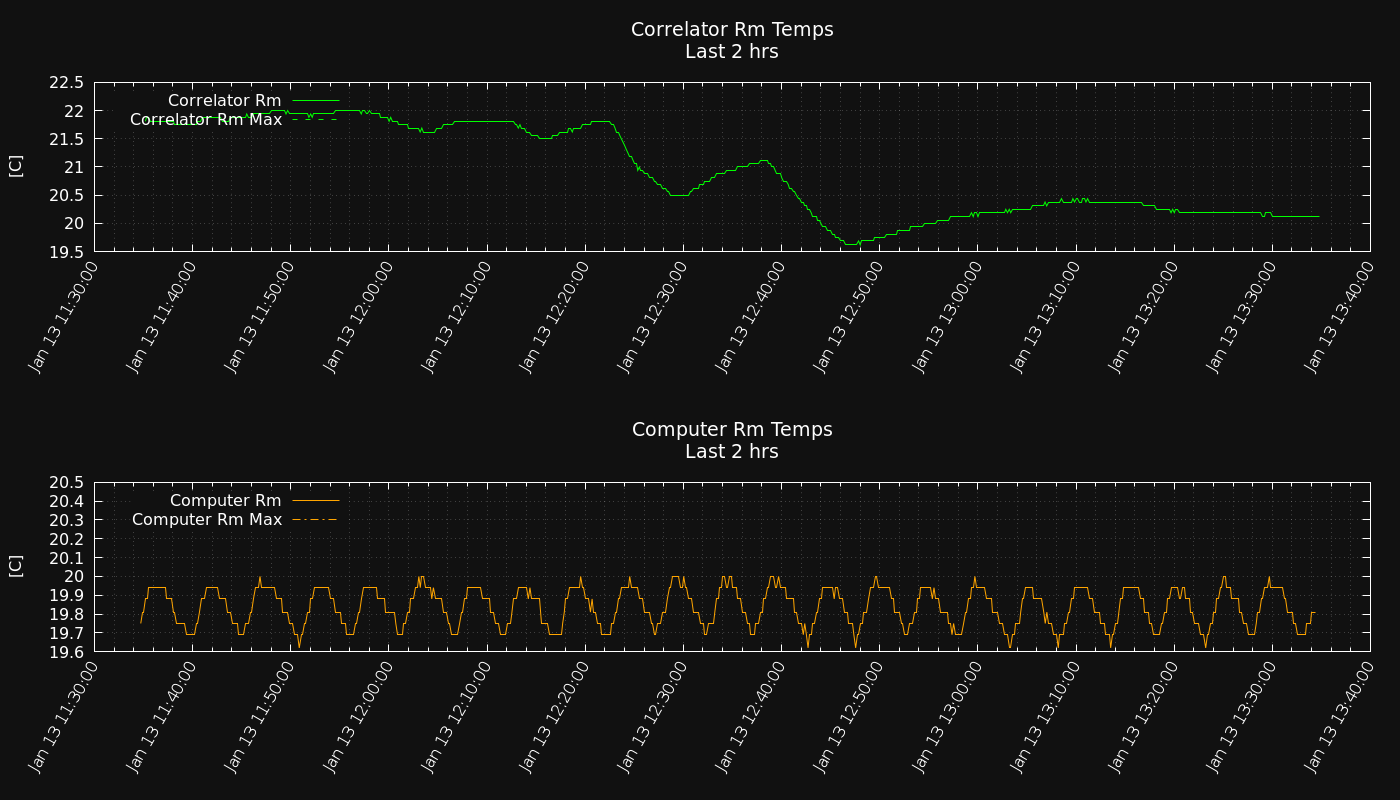 Correlator Rm Temps
Last 2 hrs
22.5
22
21.5
21
20.5
20
19.5
[C]
Correlator Rm
Correlator Rm Max
Jan 13 11:30:00
Jan 13 11:40:00
Jan 13 11:50:00
Jan 13 12:00:00
Jan 13 12:10:00
Jan 13 12:20:00
Jan 13 12:30:00
Jan 13 12:40:00
Jan 13 12:50:00
Jan 13 13:00:00
Jan 13 13:10:00
Jan 13 13:20:00
Jan 13 13:30:00
Jan 13 13:40:00
Computer Rm Temps
Last 2 hrs
20.5
20.4
20.3
20.2
20.1
20
19.9
19.8
19.7
19.6
[C]
Computer Rm
Computer Rm Max
Jan 13 11:30:00
Jan 13 11:40:00
Jan 13 11:50:00
Jan 13 12:00:00
Jan 13 12:10:00
Jan 13 12:20:00
Jan 13 12:30:00
Jan 13 12:40:00
Jan 13 12:50:00
Jan 13 13:00:00
Jan 13 13:10:00
Jan 13 13:20:00
Jan 13 13:30:00
Jan 13 13:40:00